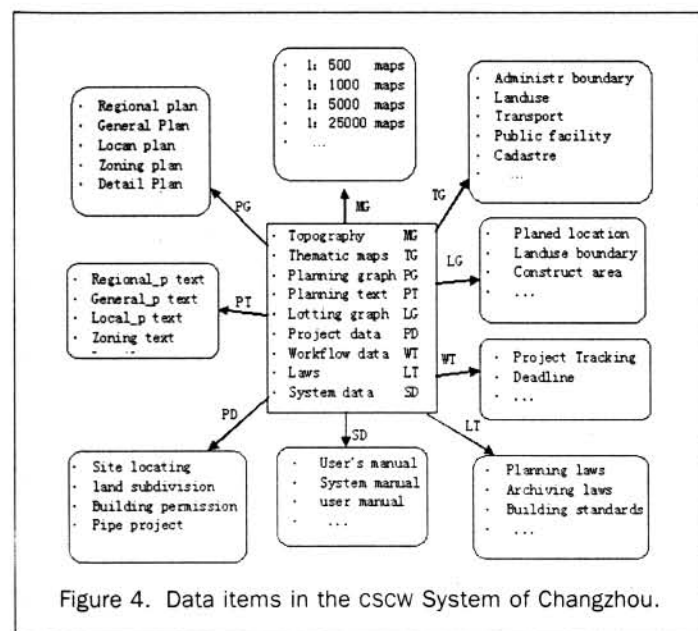 · 1: 500 maps
· 1: 1000 maps
· 1: 5000 maps
· 1: 25000 maps
· ...
· Regional plan
· General Plan
· Locan plan
· Zoning plan
· Detail Plan
· Administr boundary
· Landuse
· Transport
· Public facility
· Cadastre
· ...
PG
MG
TG
· Topography MG
· Thematic maps TG
· Planning graph PG
· Planning text PT
· Lotting graph LG
· Project data PD
· Workflow data WT
· Laws LT
· System data SD
LG
· Planed location
· Landuse boundary
· Construct area
· ...
· Regional_p text
· General_p text
· Local_p text
· Zoning text
PT
WT
· Project Tracking
· Deadline
· ...
PD
SD
LT
· Site locating
· land subdivision
· Building permission
· Pipe project
· User's manual
· System manual
· user manual
· ...
· Planning laws
· Archiving laws
· Building standards
· ...
Figure 4. Data items in the CSCW System of Changzhou.